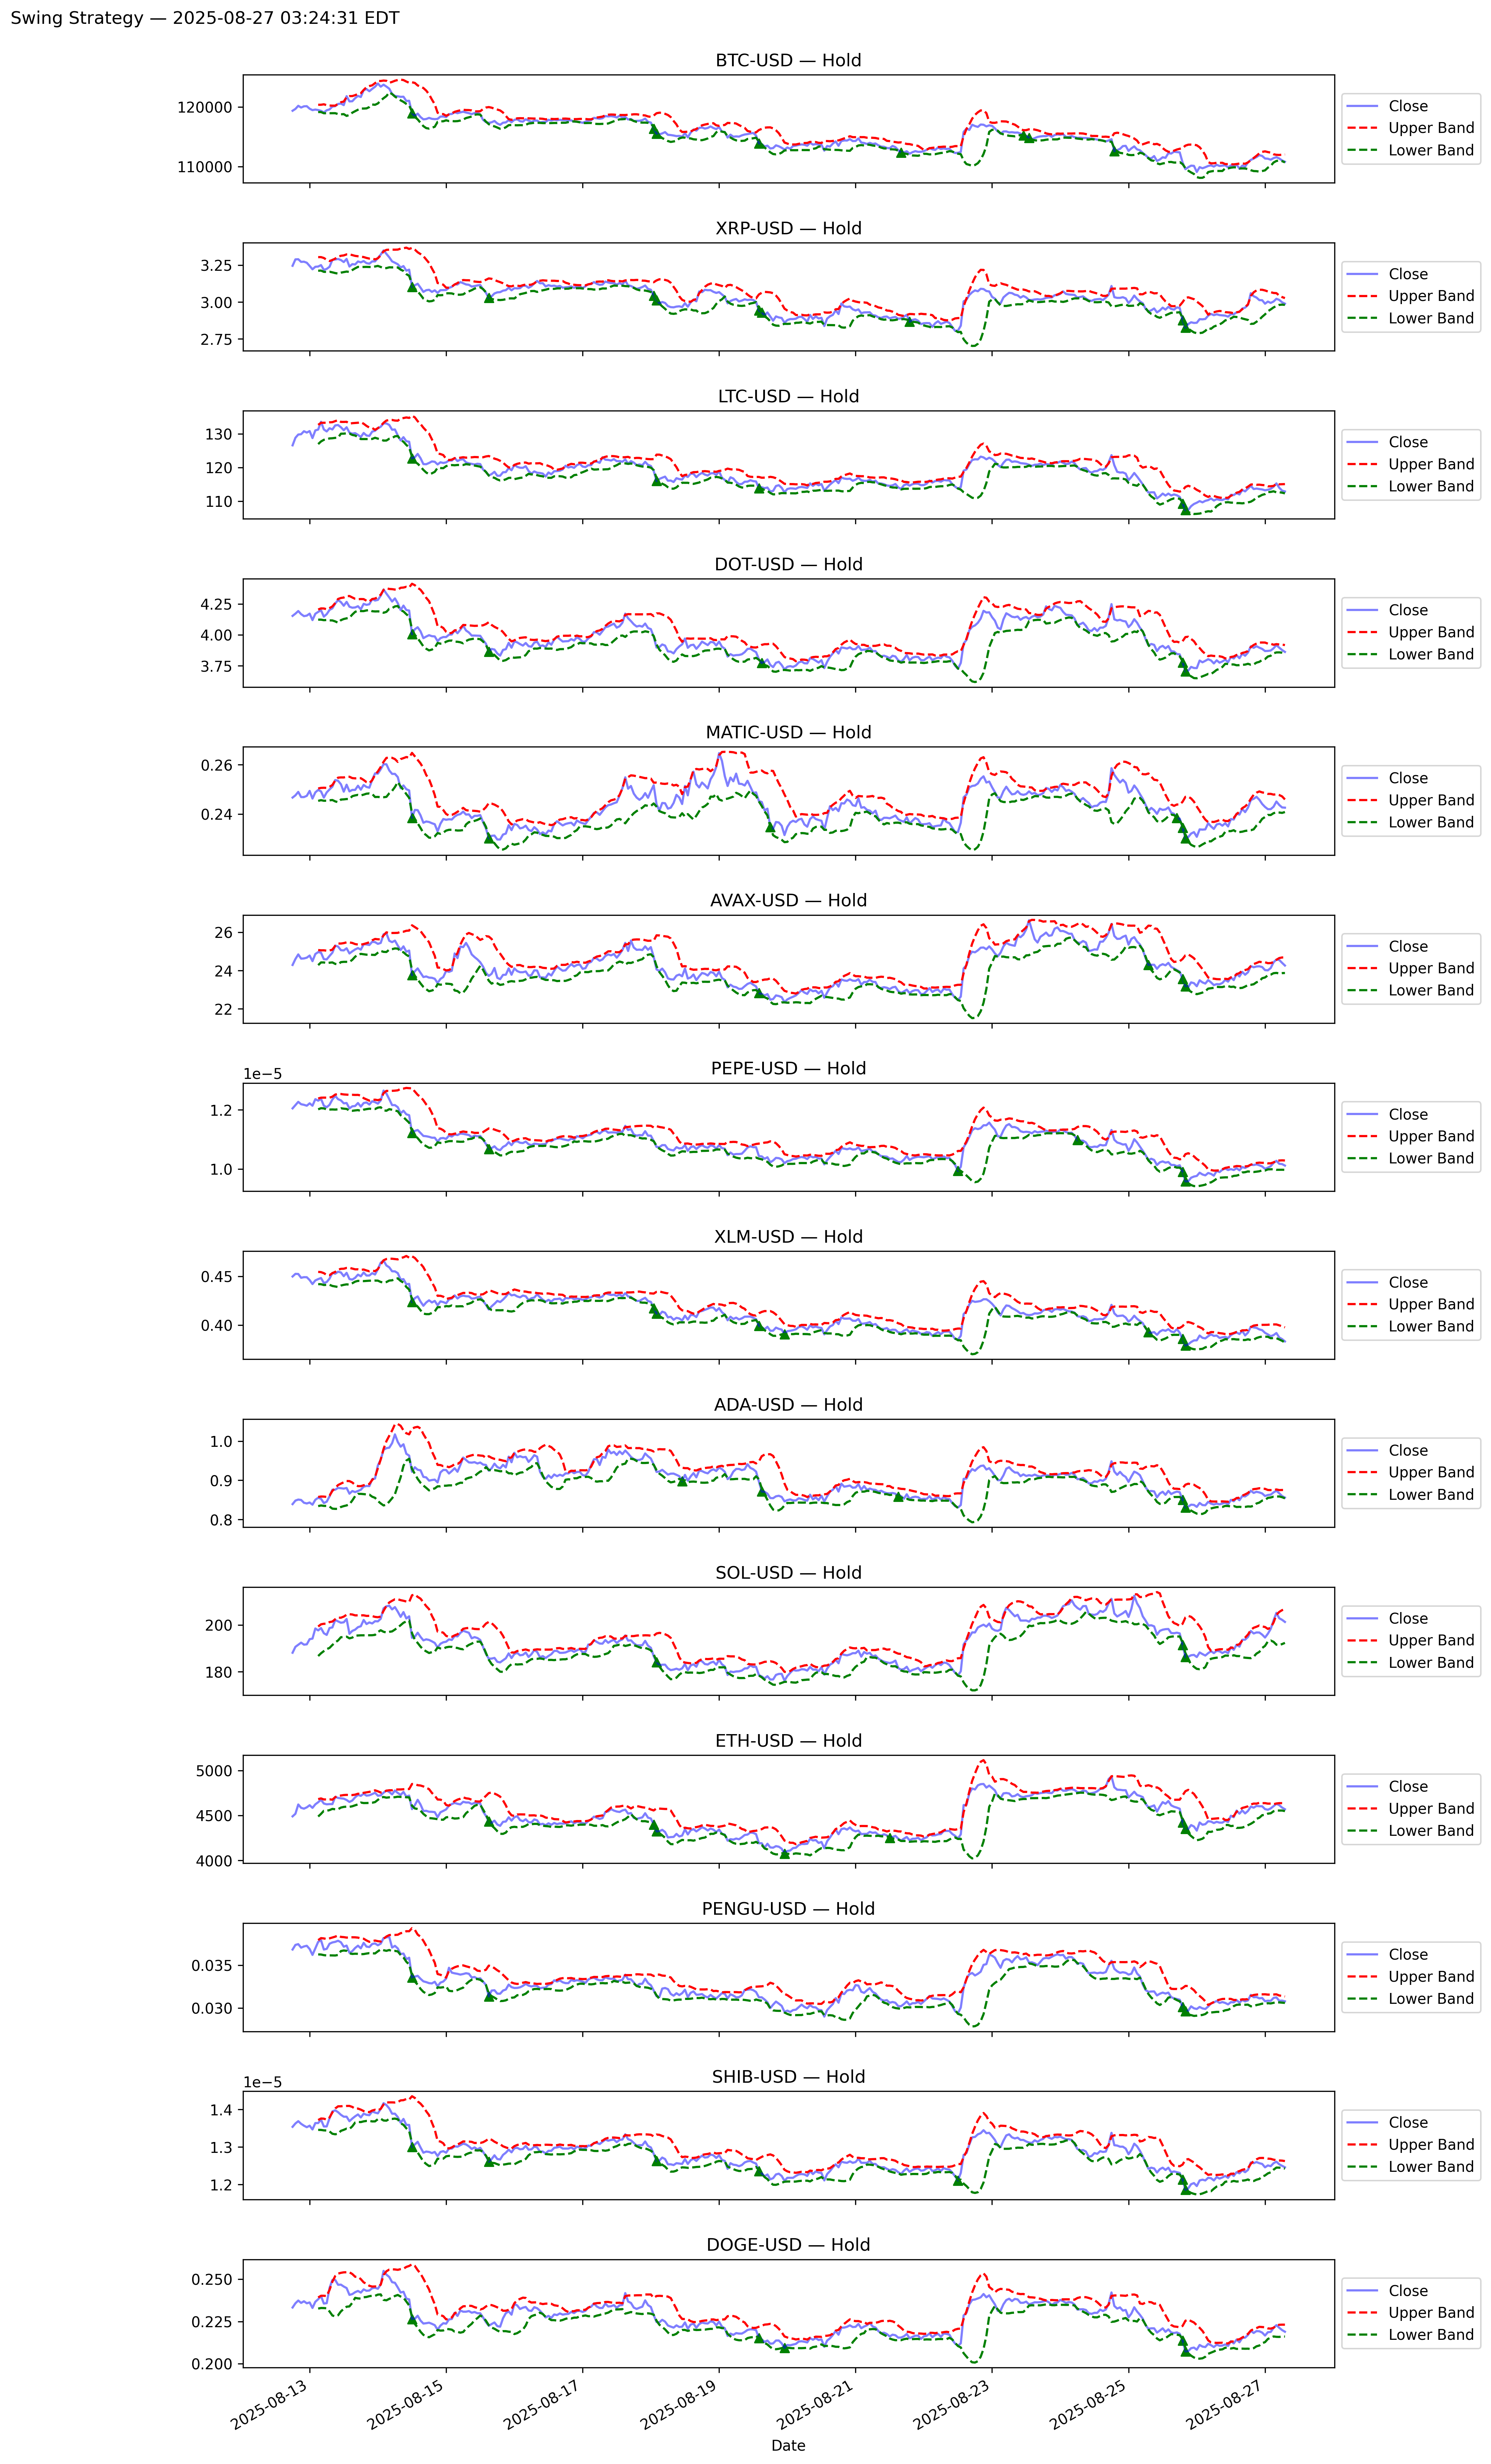 Swing Strategy — 2025-08-27 03:24:31 EDT
BTC-USD — Hold
120000
110000
Close
Upper Band
Lower Band
XRP-USD — Hold
3.25
3.00
2.75
Close
Upper Band
Lower Band
LTC-USD — Hold
130
120
110
Close
Upper Band
Lower Band
DOT-USD — Hold
4.25
4.00
3.75
Close
Upper Band
Lower Band
MATIC-USD — Hold
0.26
0.24
Close
Upper Band
Lower Band
AVAX-USD — Hold
26
24
22
Close
Upper Band
Lower Band
PEPE-USD — Hold
1e−5
1.2
1.0
Close
Upper Band
Lower Band
XLM-USD — Hold
0.45
0.40
Close
Upper Band
Lower Band
ADA-USD — Hold
1.0
0.9
0.8
Close
Upper Band
Lower Band
SOL-USD — Hold
200
180
Close
Upper Band
Lower Band
ETH-USD — Hold
5000
4500
4000
Close
Upper Band
Lower Band
PENGU-USD — Hold
0.035
0.030
Close
Upper Band
Lower Band
SHIB-USD — Hold
1e−5
1.4
1.3
1.2
Close
Upper Band
Lower Band
DOGE-USD — Hold
0.250
0.225
0.200
Close
Upper Band
Lower Band
2025-08-13
2025-08-15
2025-08-17
2025-08-19
2025-08-21
2025-08-23
2025-08-25
2025-08-27
Date